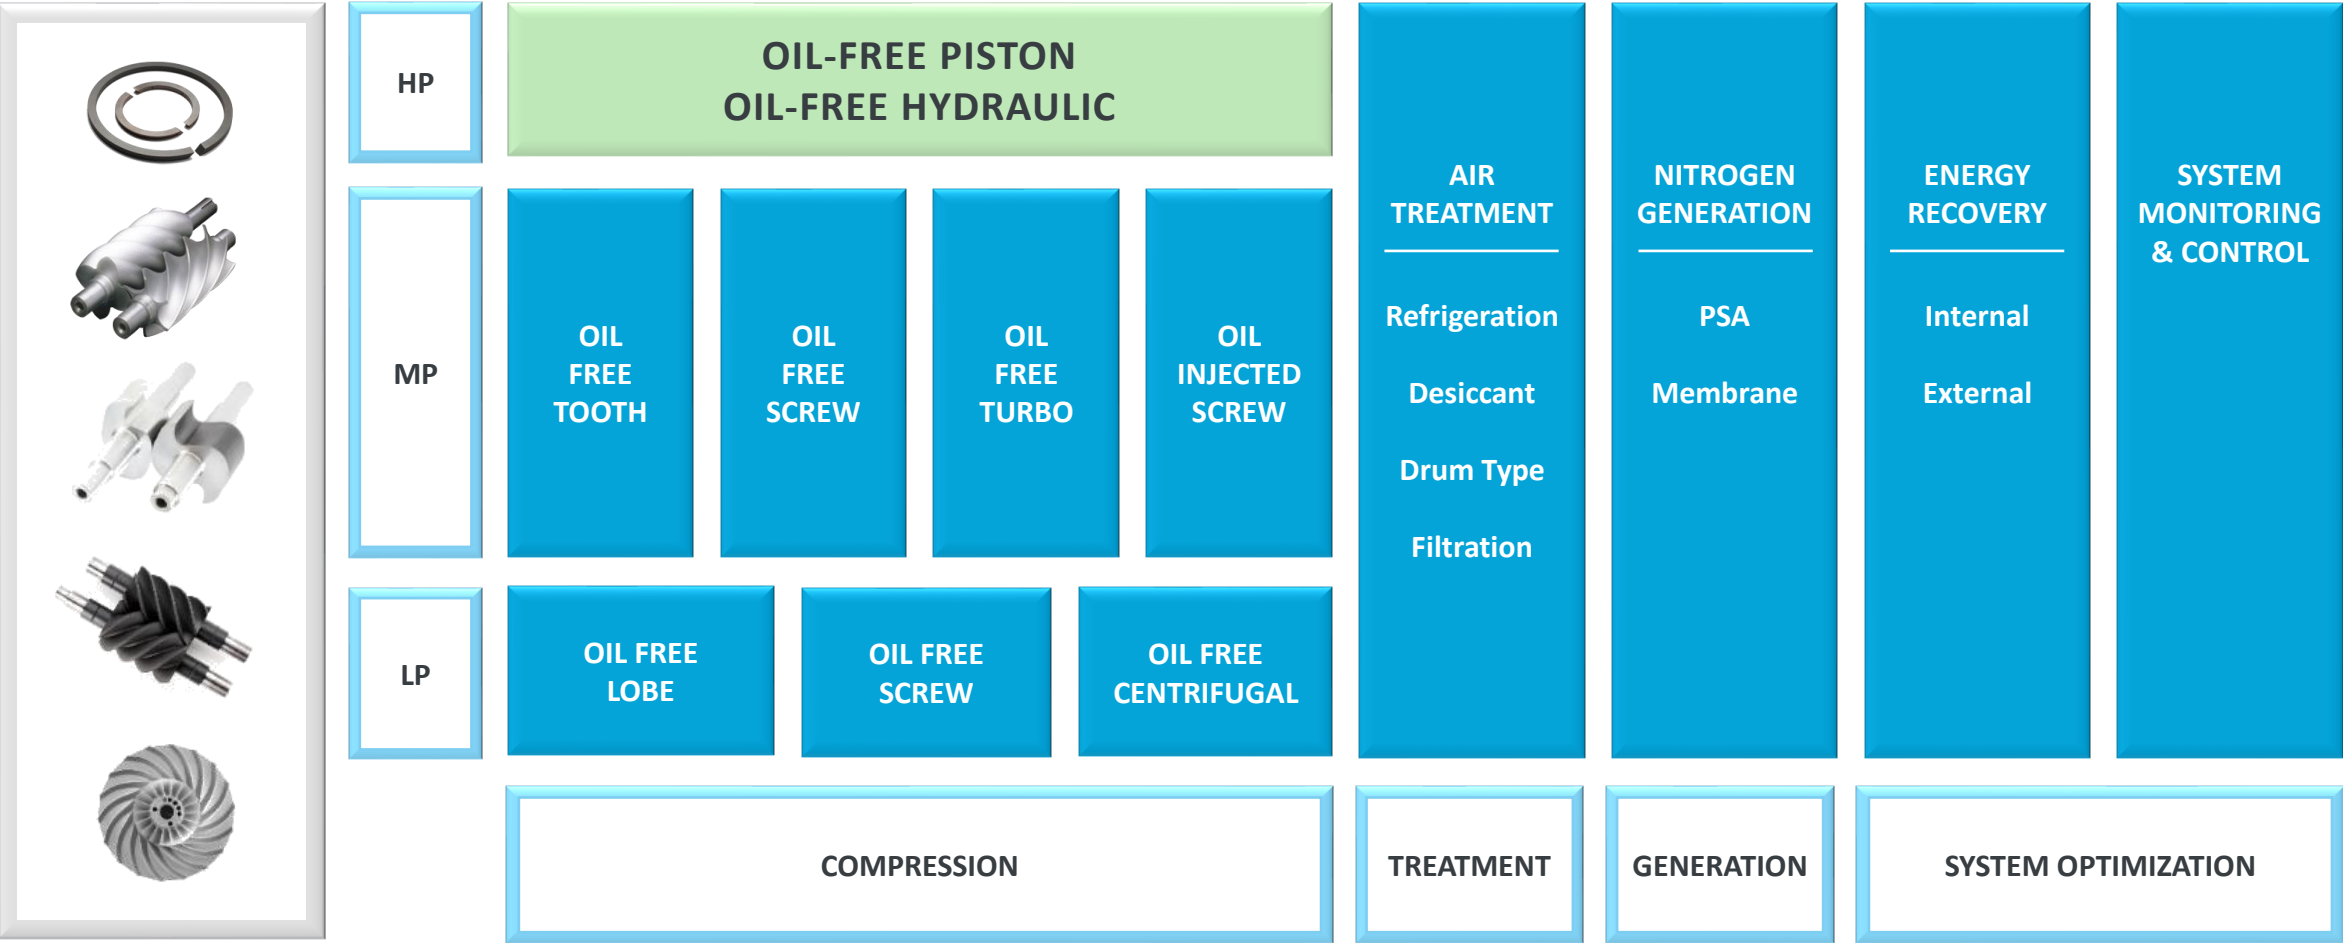 HP
OIL-FREE PISTON
OIL-FREE HYDRAULIC
MP
OIL
FREE
TOOTH
OIL
FREE
SCREW
OIL
FREE
TURBO
OIL
INJECTED
SCREW
LP
OIL FREE
LOBE
OIL FREE
SCREW
OIL FREE
CENTRIFUGAL
AIR
TREATMENT
Refrigeration
Desiccant
Drum Type
Filtration
NITROGEN
GENERATION
PSA
Membrane
ENERGY
RECOVERY
Internal
External
SYSTEM
MONITORING
& CONTROL
COMPRESSION
TREATMENT
GENERATION
SYSTEM OPTIMIZATION